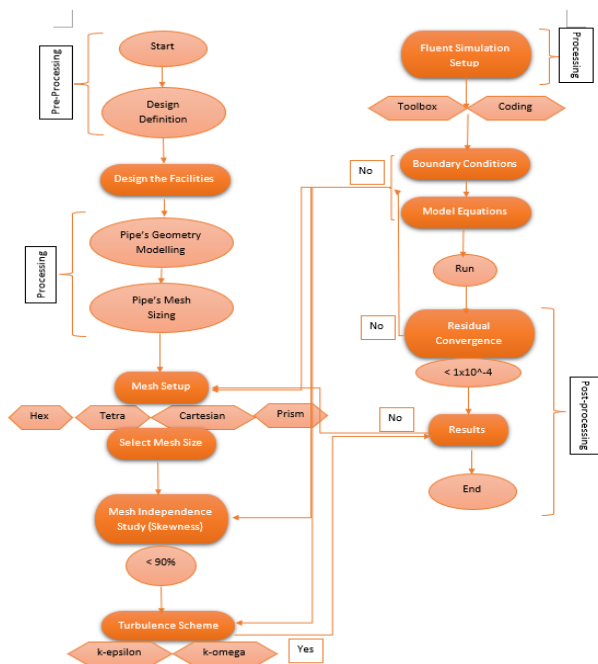 Pre-Processing
Start
Design
Definition
Design the Facilities
Processing
Pipe's Geometry
Modelling
Pipe's Mesh
Sizing
Mesh Setup
Hex
Tetra
Cartesian
Prism
Select Mesh Size
Mesh Independence
Study (Skewness)
< 90%
Turbulence Scheme
k-epsilon
k-omega
Yes
Fluent Simulation
Setup
Processing
Toolbox
Coding
No
Boundary Conditions
Model Equations
Run
No
Residual
Convergence
< 1x10^-4
No
Results
Post-processing
End